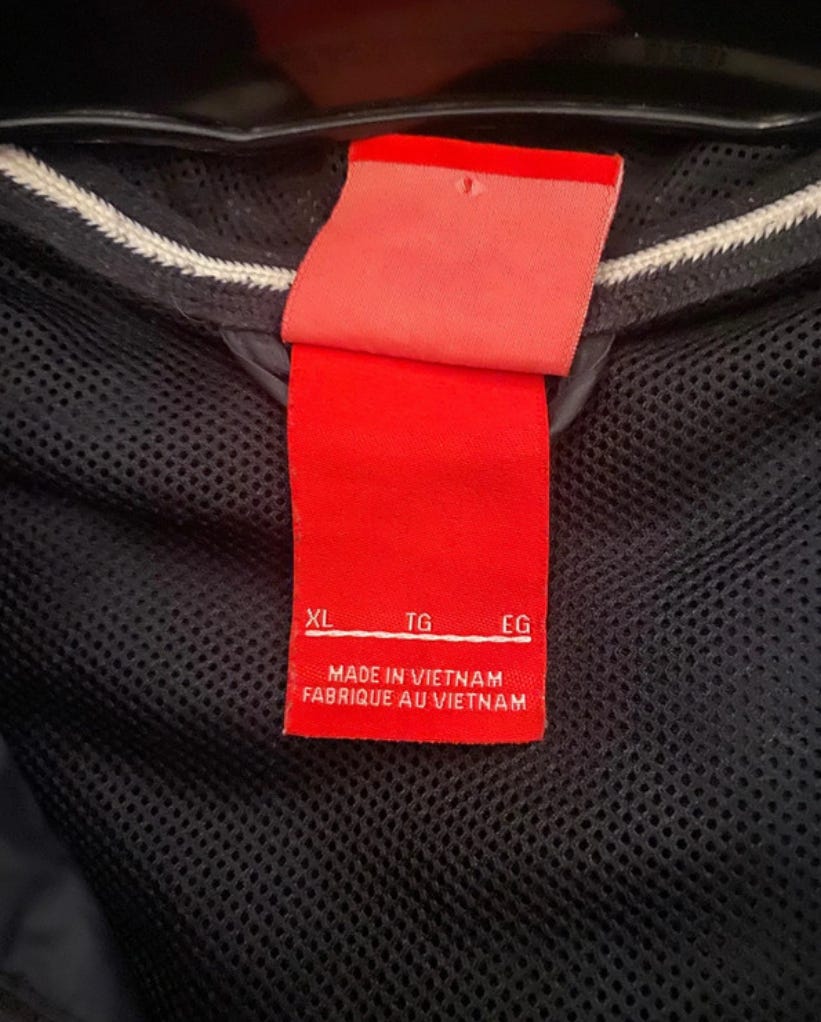 XL TG EG
MADE IN VIETNAM
FABRIQUE AU VIETNAM